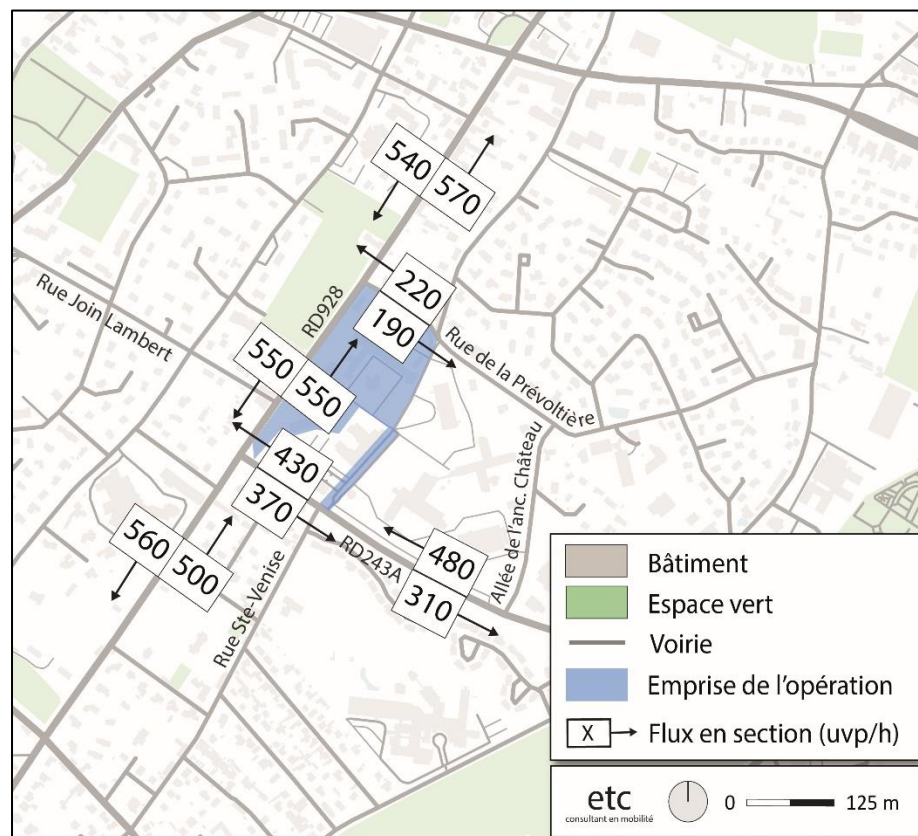 540
570
220
190
Rue Join Lambert
RD928
Rue de la Prévoltière
550
550
430
370
Allée de l'anc. Château
560
500
RD243A
480
310
Rue Ste-Venise
Bâtiment
Espace vert
Voirie
Emprise de l'opération
X Flux en section (uvp/h)
etc
consultant en mobilité
0 125 m